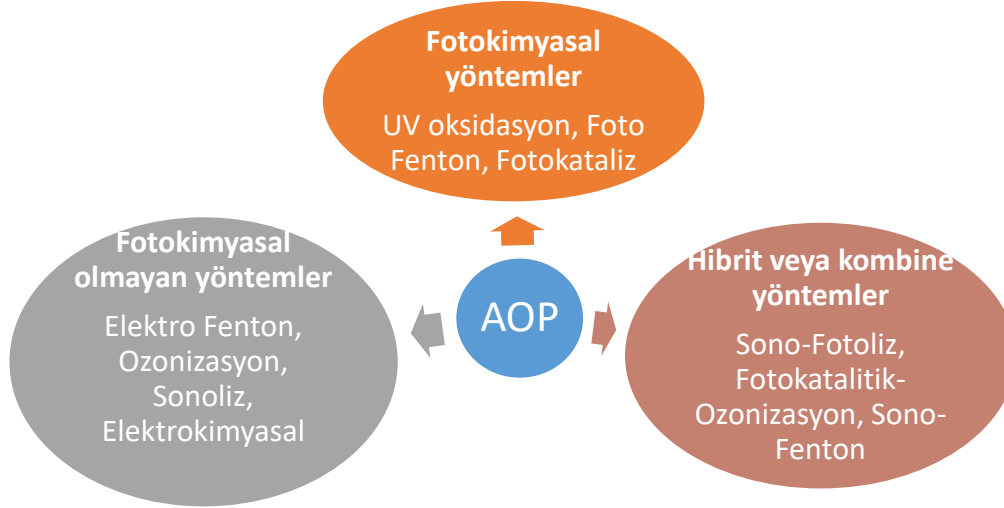 Fotokimyasal
yöntemler
UV oksidasyon, Foto
Fenton, Fotokataliz
Fotokimyasal
olmayan yöntemler
Elektro Fenton,
Ozonizasyon,
Sonoliz,
Elektrokimyasal
AOP
Hibrit veya kombine
yöntemler
Sono-Fotoliz,
Fotokatalitik-
Ozonizasyon, Sono-
Fenton